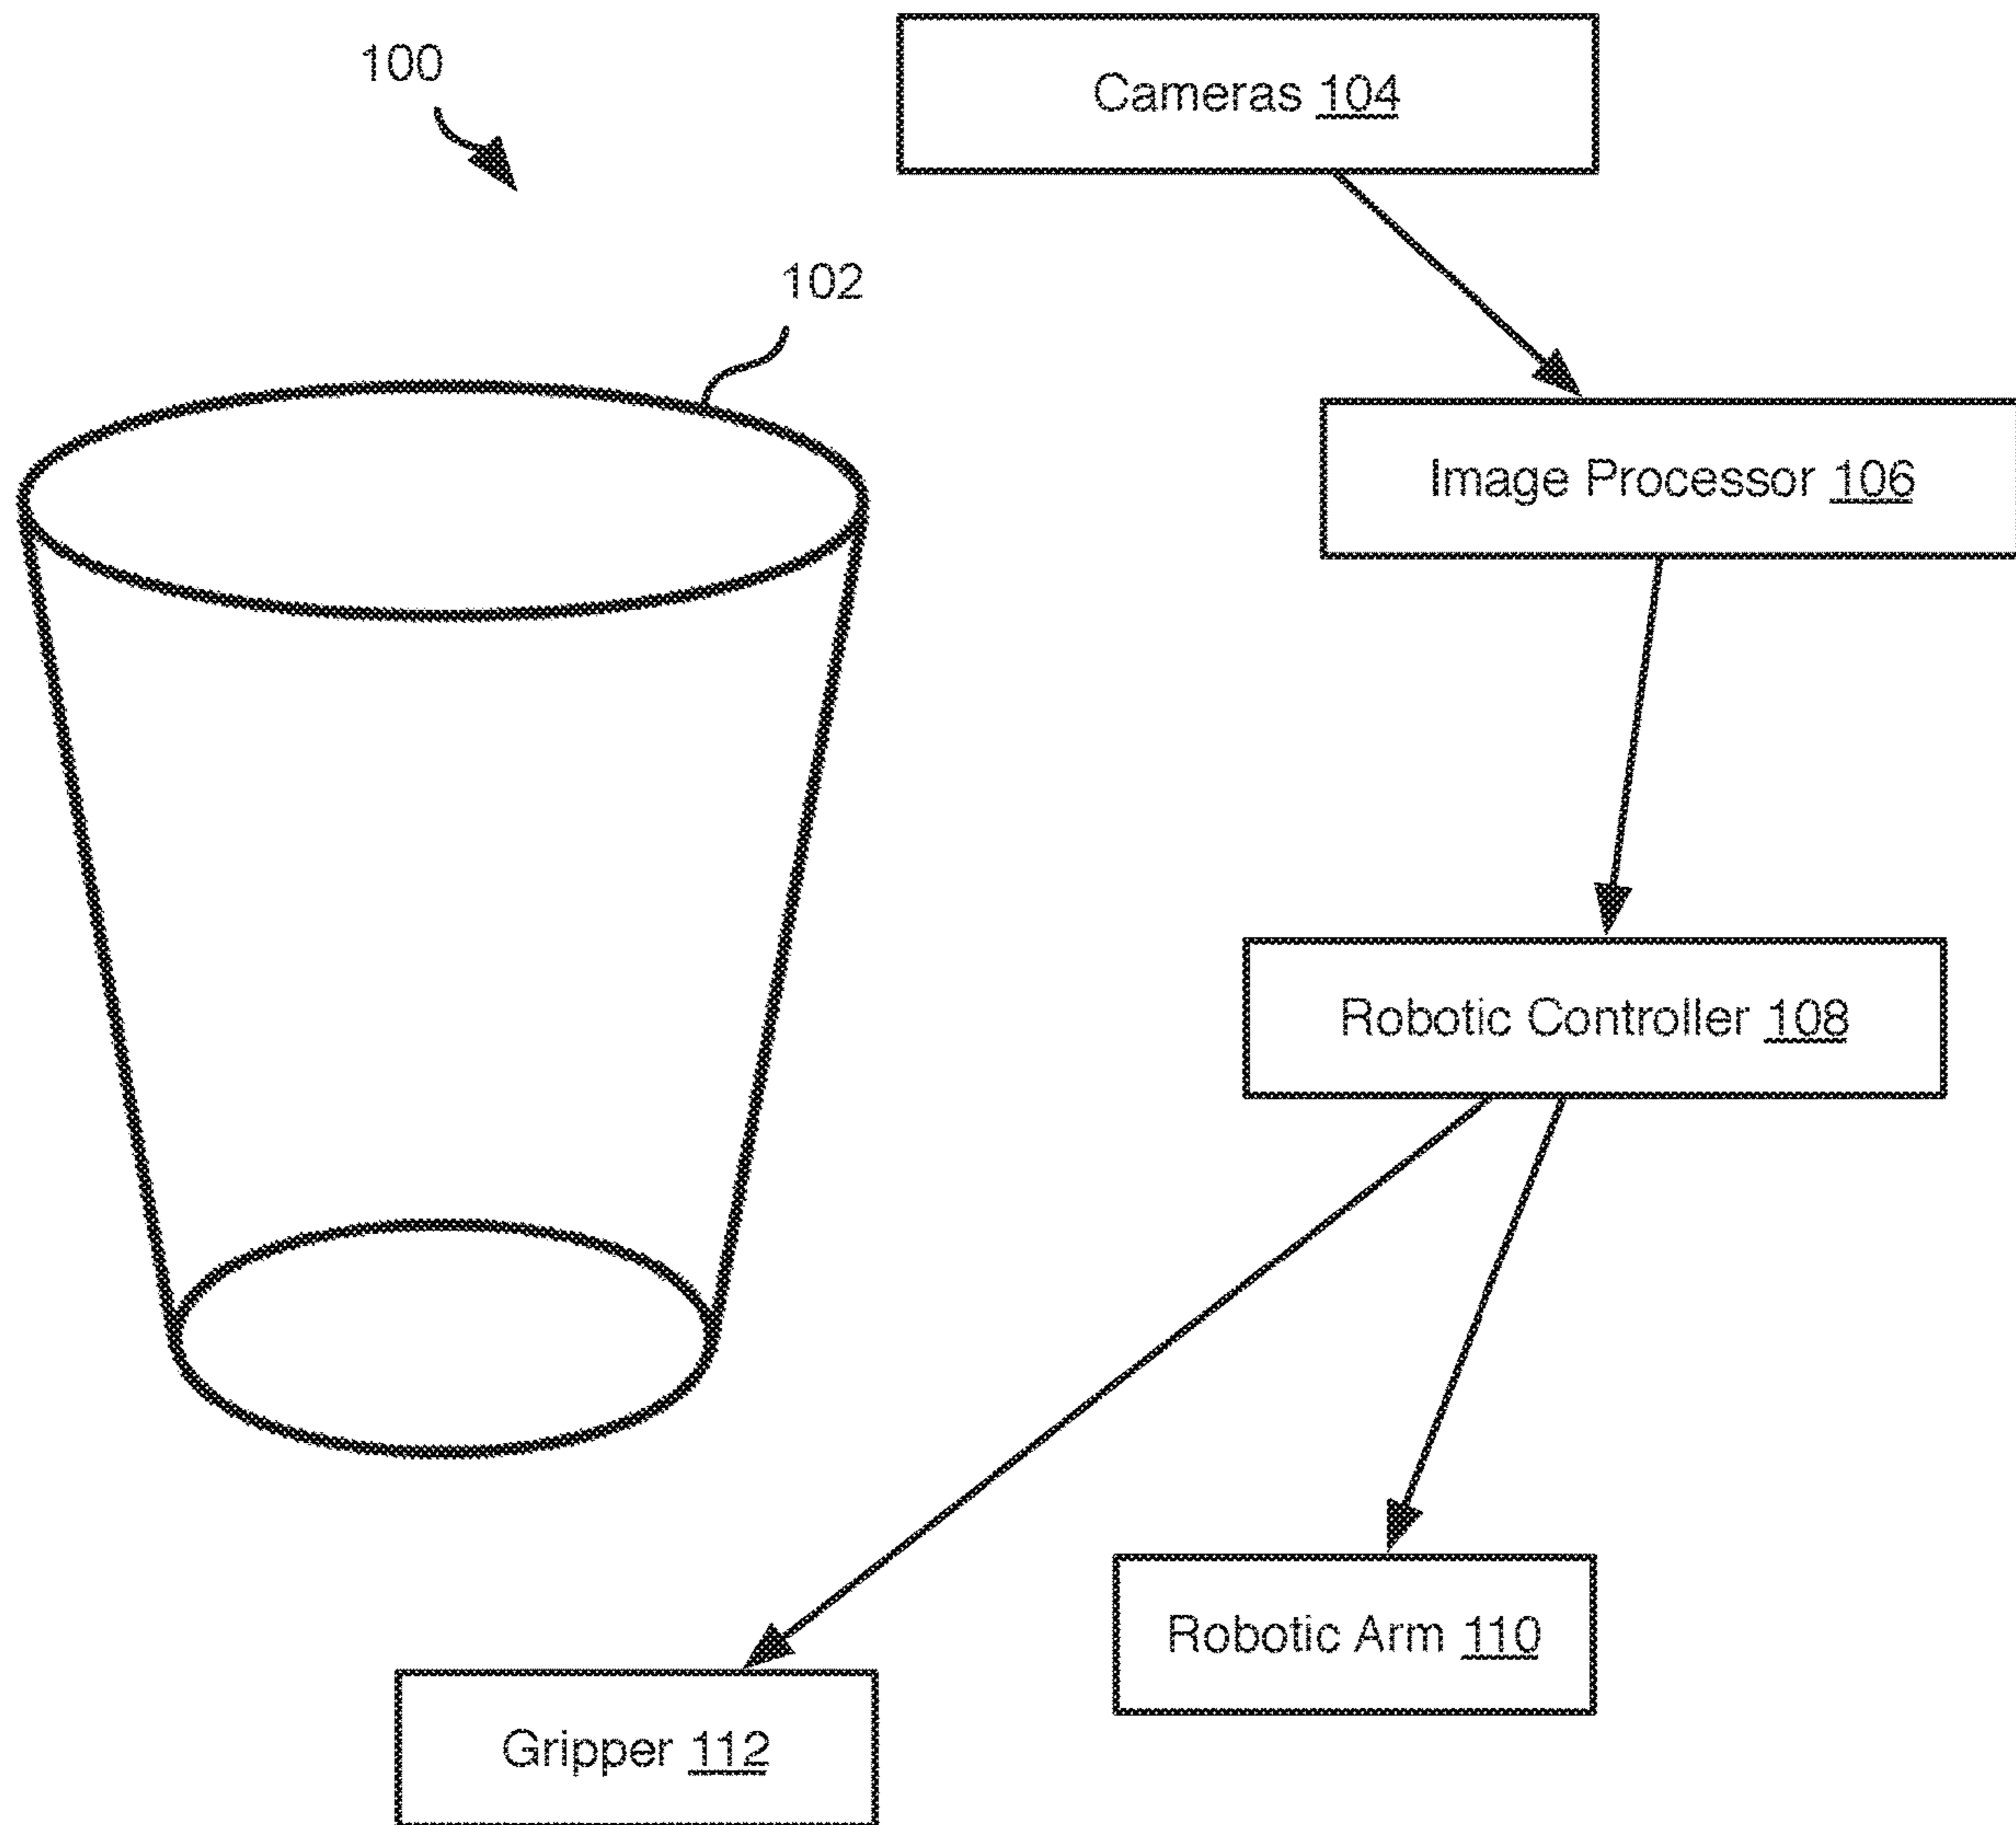 100
Cameras 104
102
Image Processor 106
Robotic Controller 108
Robotic Arm 110
Gripper 112